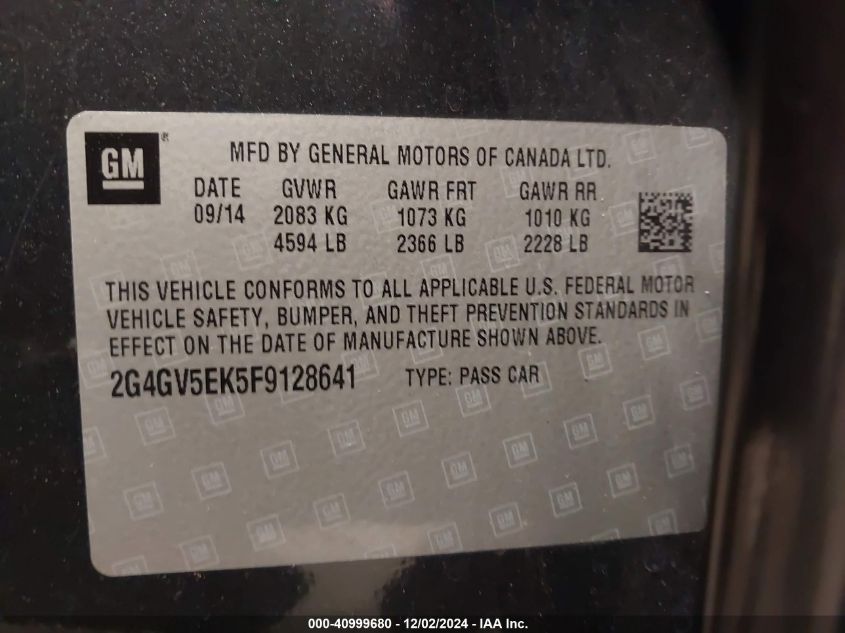 GM ® MFD BY GENERAL MOTORS OF CANADA LTD.
DATE GVWR GAWR FRT GAWR RR
09/14 2083 KG 1073 KG 1010 KG
4594 LB 2366 LB 2228 LB
THIS VEHICLE CONFORMS TO ALL APPLICABLE U.S. FEDERAL MOTOR
VEHICLE SAFETY, BUMPER, AND THEFT PREVENTION STANDARDS IN
EFFECT ON THE DATE OF MANUFACTURE SHOWN ABOVE.
2G4GV5EK5F9128641 TYPE: PASS CAR
000-40999680 - 12/02/2024 - IAA Inc.